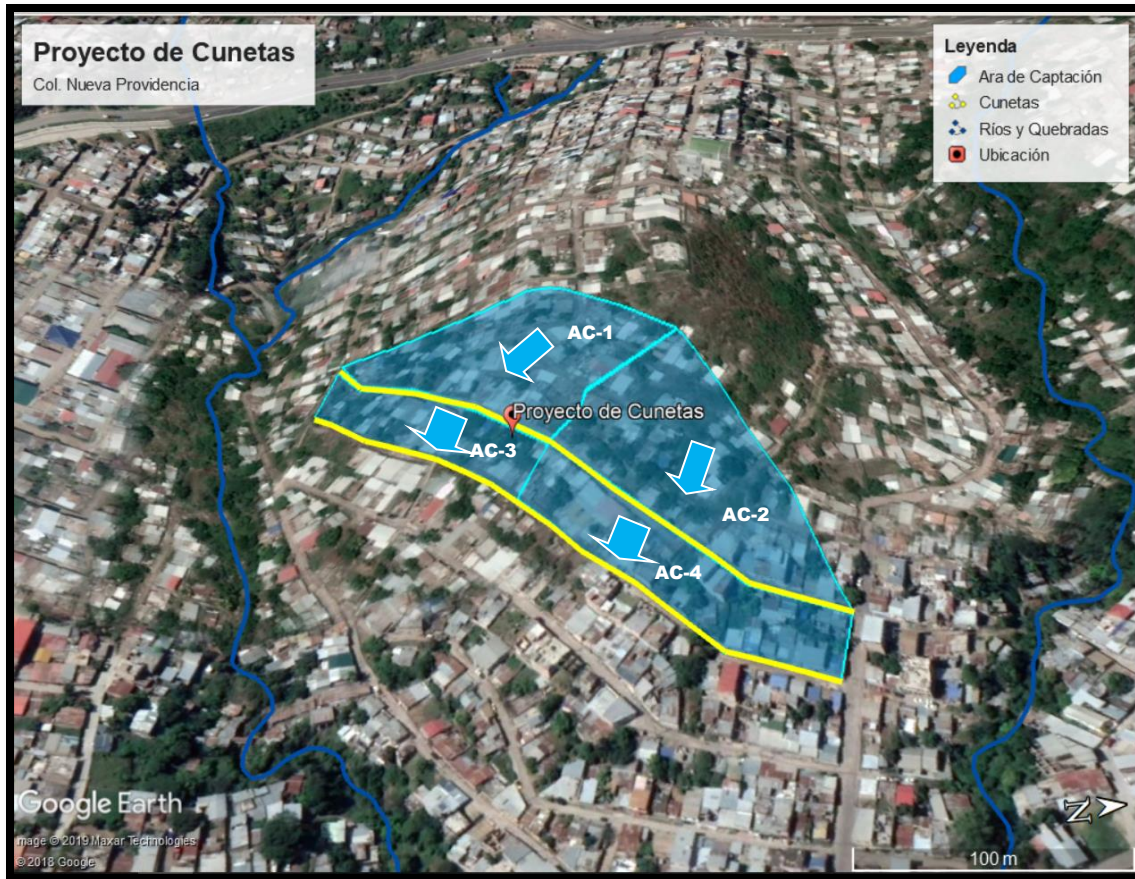 Proyecto de Cunetas
Col. Nueva Providencia
Leyenda
Ara de Captación
Cunetas
Ríos y Quebradas
Ubicación
AC-1
Proyecto de Cunetas
AC-3
AC-2
AC-4
Google Earth
Image © 2019 Maxar Technologies
© 2018 Google
N
100 m